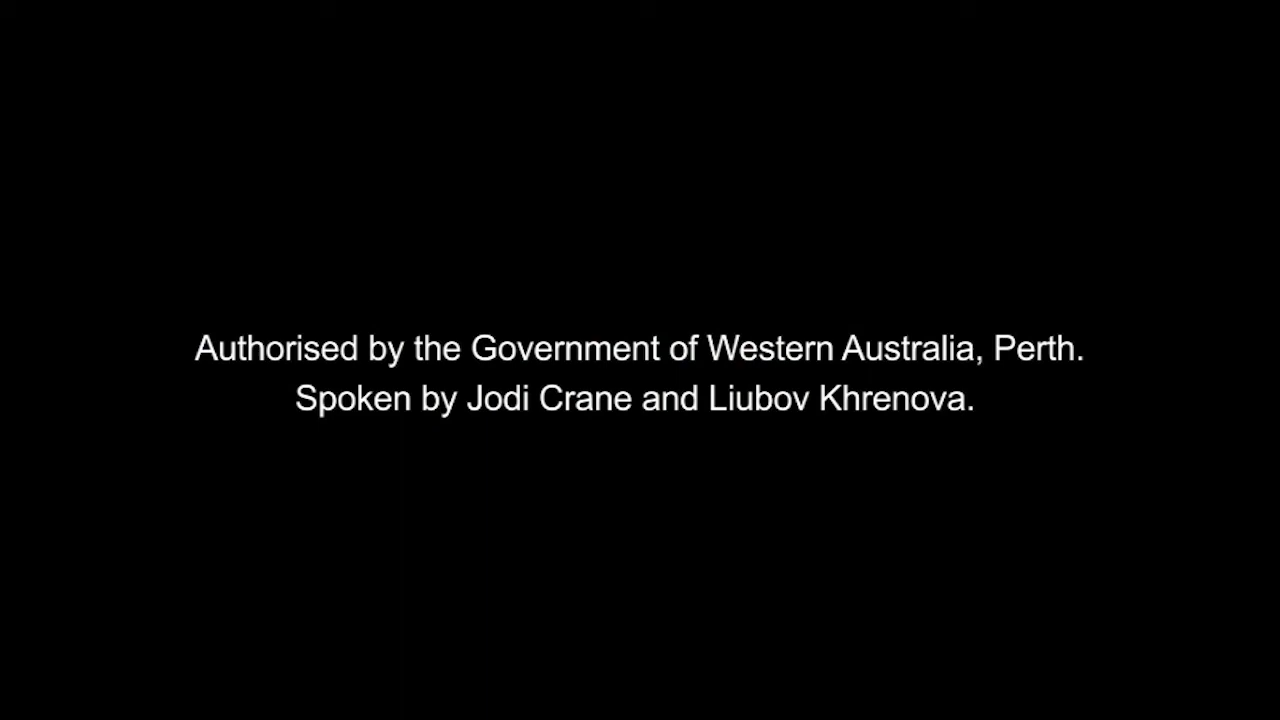 Authorised by the Government of Western Australia, Perth.
Spoken by Jodi Crane and Liubov Khrenova.